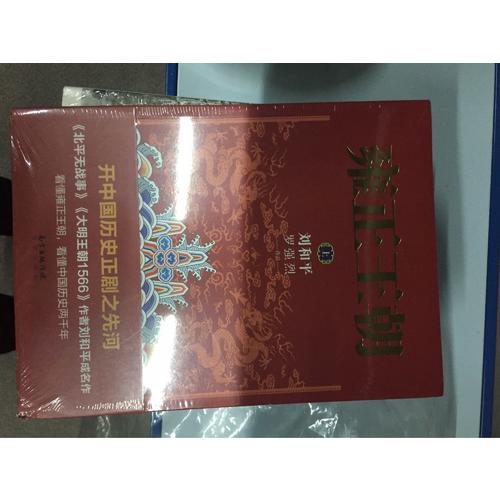 雍正王朝
上
刘和平
罗强烈
开中国历史正剧之先河
《北平无战事》《大明王朝1566》作者刘和平成名作
看懂雍正王朝，看懂中国历史两千年